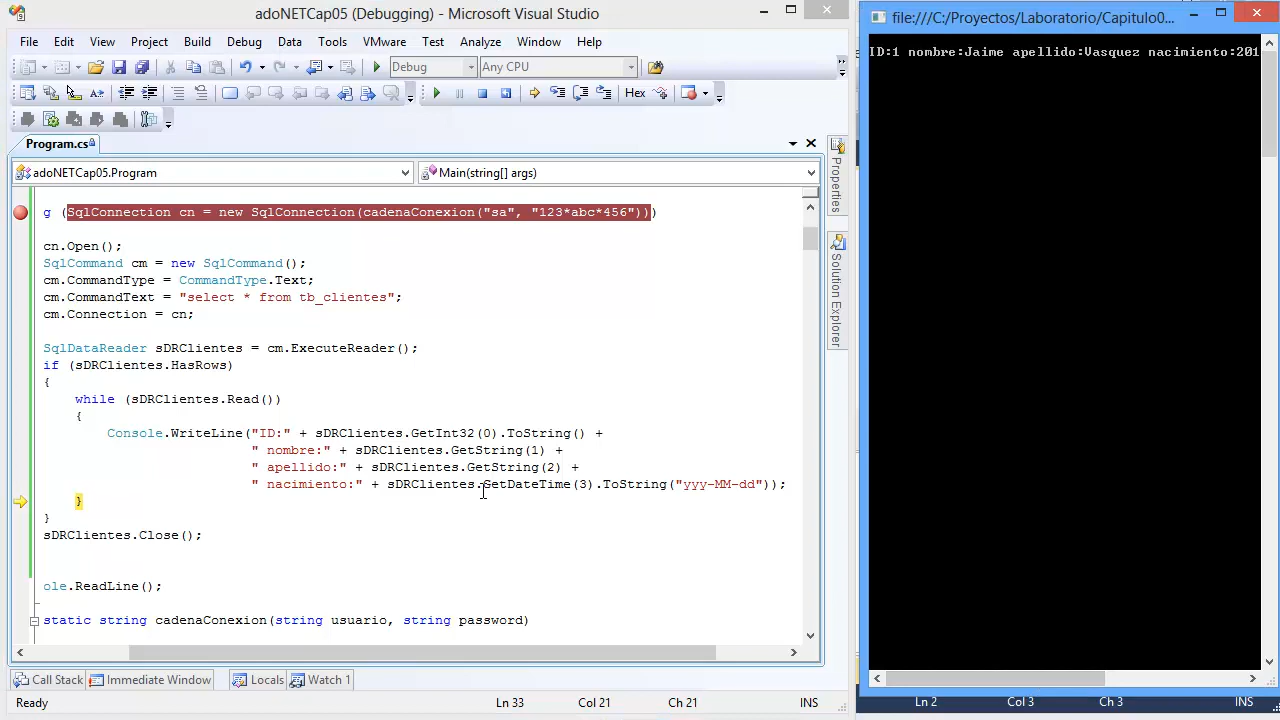 adoNETCap05 (Debugging) - Microsoft Visual Studio
File Edit View Project Build Debug Data Tools VMware Test Analyze Window Help
Debug Any CPU
Hex
Program.cs
adoNETCap05.Program Main(string[] args)
g (SqlConnection cn = new SqlConnection(cadenaConexion("sa", "123*abc*456")))
cn.Open();
SqlCommand cm = new SqlCommand();
cm.CommandType = CommandType.Text;
cm.CommandText = "select * from tb_clientes";
cm.Connection = cn;
SqlDataReader sDRClientes = cm.ExecuteReader();
if (sDRClientes.HasRows)
{
while (sDRClientes.Read())
{
Console.WriteLine("ID:" + sDRClientes.GetInt32(0).ToString() +
" nombre:" + sDRClientes.GetString(1) +
" apellido:" + sDRClientes.GetString(2) +
" nacimiento:" + sDRClientes.GetDateTime(3).ToString("yyy-MM-dd"));
}
}
sDRClientes.Close();
ole.ReadLine();
static string cadenaConexion(string usuario, string password)
Properties
Solution Explorer
Call Stack Immediate Window Locals Watch 1
Ready Ln 33 Col 21 Ch 21 INS
file:///C:/Proyectos/Laboratorio/Capitulo0...
ID:1 nombre:Jaime apellido:Vasquez nacimiento:201
Ln 2 Col 3 Ch 3 INS